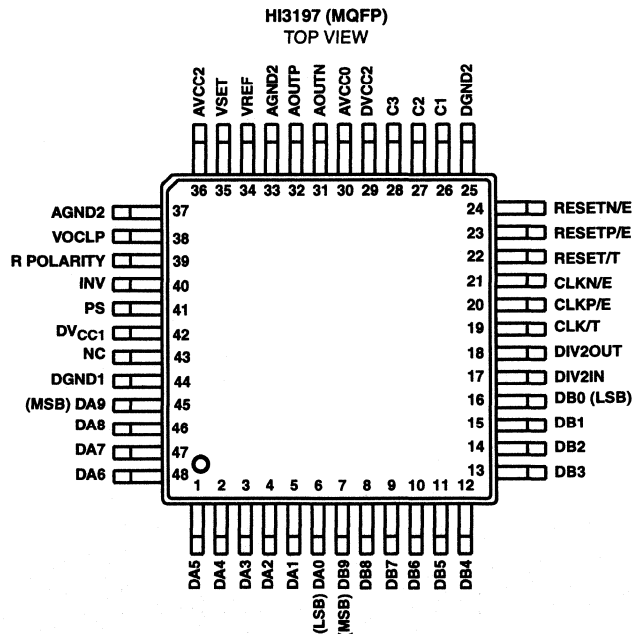 HI3197 (MQFP)
TOP VIEW
AVCC2
VSET
VREF
AGND2
AOUTP
AOUTN
AVCC0
DVCC2
C3
C2
C1
DGND2
36 35 34 33 32 31 30 29 28 27 26 25
AGND2 37
VOCLP 38
R POLARITY 39
INV 40
PS 41
DVCC1 42
NC 43
DGND1 44
(MSB) DA9 45
DA8 46
DA7 47
DA6 48
24 RESETN/E
23 RESETP/E
22 RESET/T
21 CLKN/E
20 CLKP/E
19 CLK/T
18 DIV2OUT
17 DIV2IN
16 DB0 (LSB)
15 DB1
14 DB2
13 DB3
1 2 3 4 5 6 7 8 9 10 11 12
DA5
DA4
DA3
DA2
DA1
(LSB) DA0
(MSB) DB9
DB8
DB7
DB6
DB5
DB4